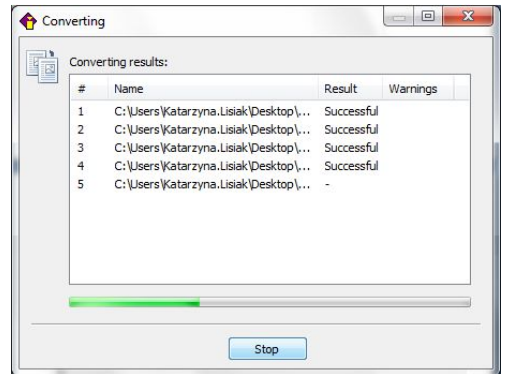 Converting
Converting results:
# Name Result Warnings
1 C:\Users\Katarzyna.Lisiak\Desktop\... Successful
2 C:\Users\Katarzyna.Lisiak\Desktop\... Successful
3 C:\Users\Katarzyna.Lisiak\Desktop\... Successful
4 C:\Users\Katarzyna.Lisiak\Desktop\... Successful
5 C:\Users\Katarzyna.Lisiak\Desktop\... -
Stop